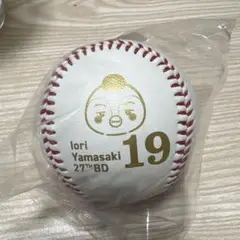 Iori
Yamasaki
27TH BD
19